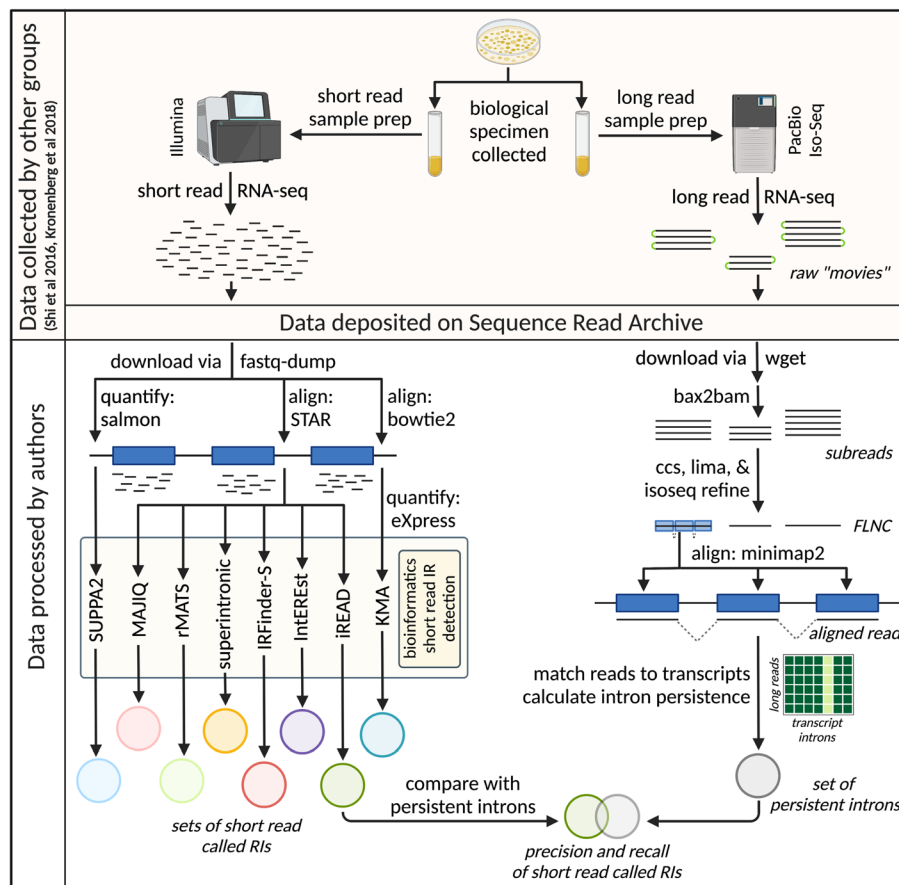 Data collected by other groups
(Shi et al 2016, Kronenberg et al 2018)
Illumina
short read
sample prep
biological
specimen
collected
long read
sample prep
PacBio
Iso-Seq
short read
RNA-seq
long read
RNA-seq
raw "movies"
Data deposited on Sequence Read Archive
Data processed by authors
download via
fastq-dump
quantify:
salmon
align:
STAR
align:
bowtie2
quantify:
eXpress
SUPPA2
MAJIQ
rMATS
superintronic
IRFinder-S
IntEREst
iREAD
KMA
bioinformatics
short read IR
detection
sets of short read
called RIs
download via
wget
bax2bam
subreads
ccs, lima, &
isoseq refine
FLNC
align: minimap2
aligned read
match reads to transcripts
calculate intron persistence
long reads
transcript
introns
set of
persistent introns
compare with
persistent introns
precision and recall
of short read called RIs